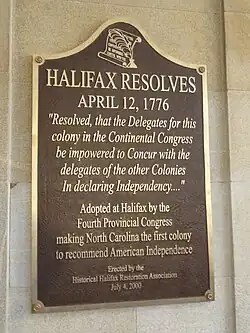 HALIFAX RESOLVES
APRIL 12, 1776
"Resolved, that the Delegates for this
colony in the Continental Congress
be impowered to Concur with the
delegates of the other Colonies
In declaring Independency...."
Adopted at Halifax by the
Fourth Provincial Congress
making North Carolina the first colony
to recommend American Independence
Erected by the
Historical Halifax Restoration Association
July 4, 2000